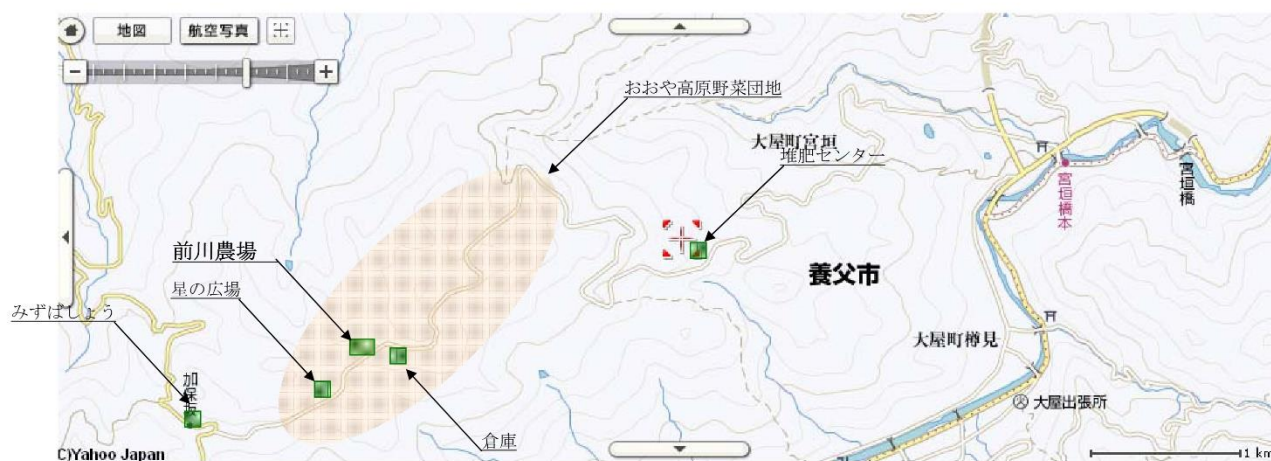 地図
航空写真
おおや高原野菜団地
大屋町宮垣
堆肥センター
宮垣橋
宮垣橋本
前川農場
星の広場
養父市
みずばしょう
大屋町樽見
加保坂
大屋出張所
倉庫
(C)Yahoo Japan
1 km